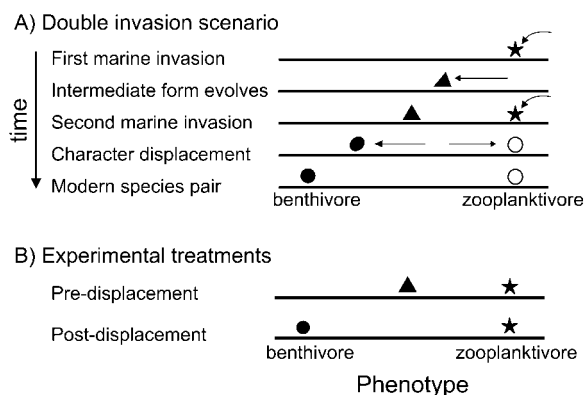 A) Double invasion scenario
First marine invasion
Intermediate form evolves
Second marine invasion
Character displacement
Modern species pair
time
benthivore zooplanktivore
B) Experimental treatments
Pre-displacement
Post-displacement
benthivore zooplanktivore
Phenotype